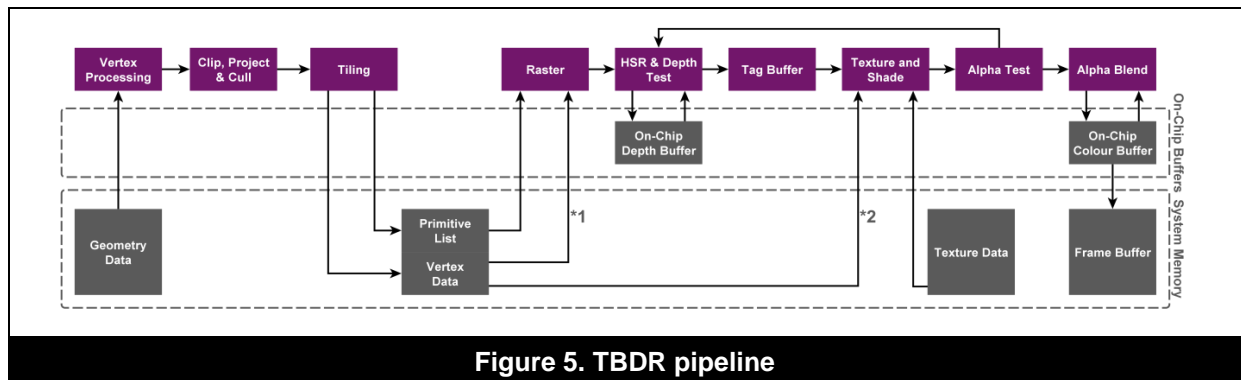 Vertex
Processing
Clip, Project
& Cull
Tiling
Raster
HSR & Depth
Test
Tag Buffer
Texture and
Shade
Alpha Test
Alpha Blend
On-Chip
Depth Buffer
On-Chip
Colour Buffer
On-Chip Buffers
Geometry
Data
Primitive
List
Vertex
Data
*1
*2
Texture Data
Frame Buffer
System Memory
Figure 5. TBDR pipeline